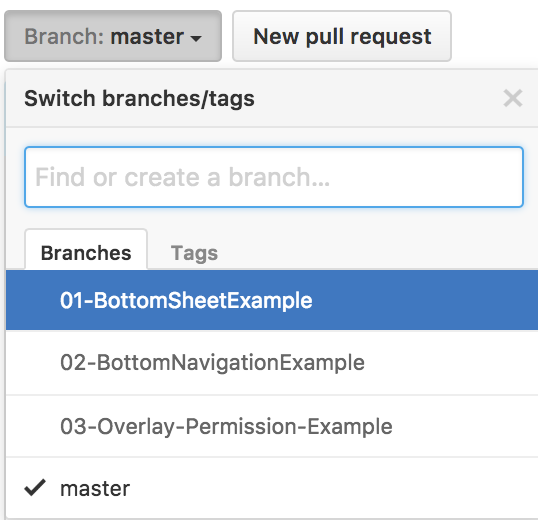 Branch: master New pull request
Switch branches/tags
Find or create a branch...
Branches Tags
01-BottomSheetExample
02-BottomNavigationExample
03-Overlay-Permission-Example
master